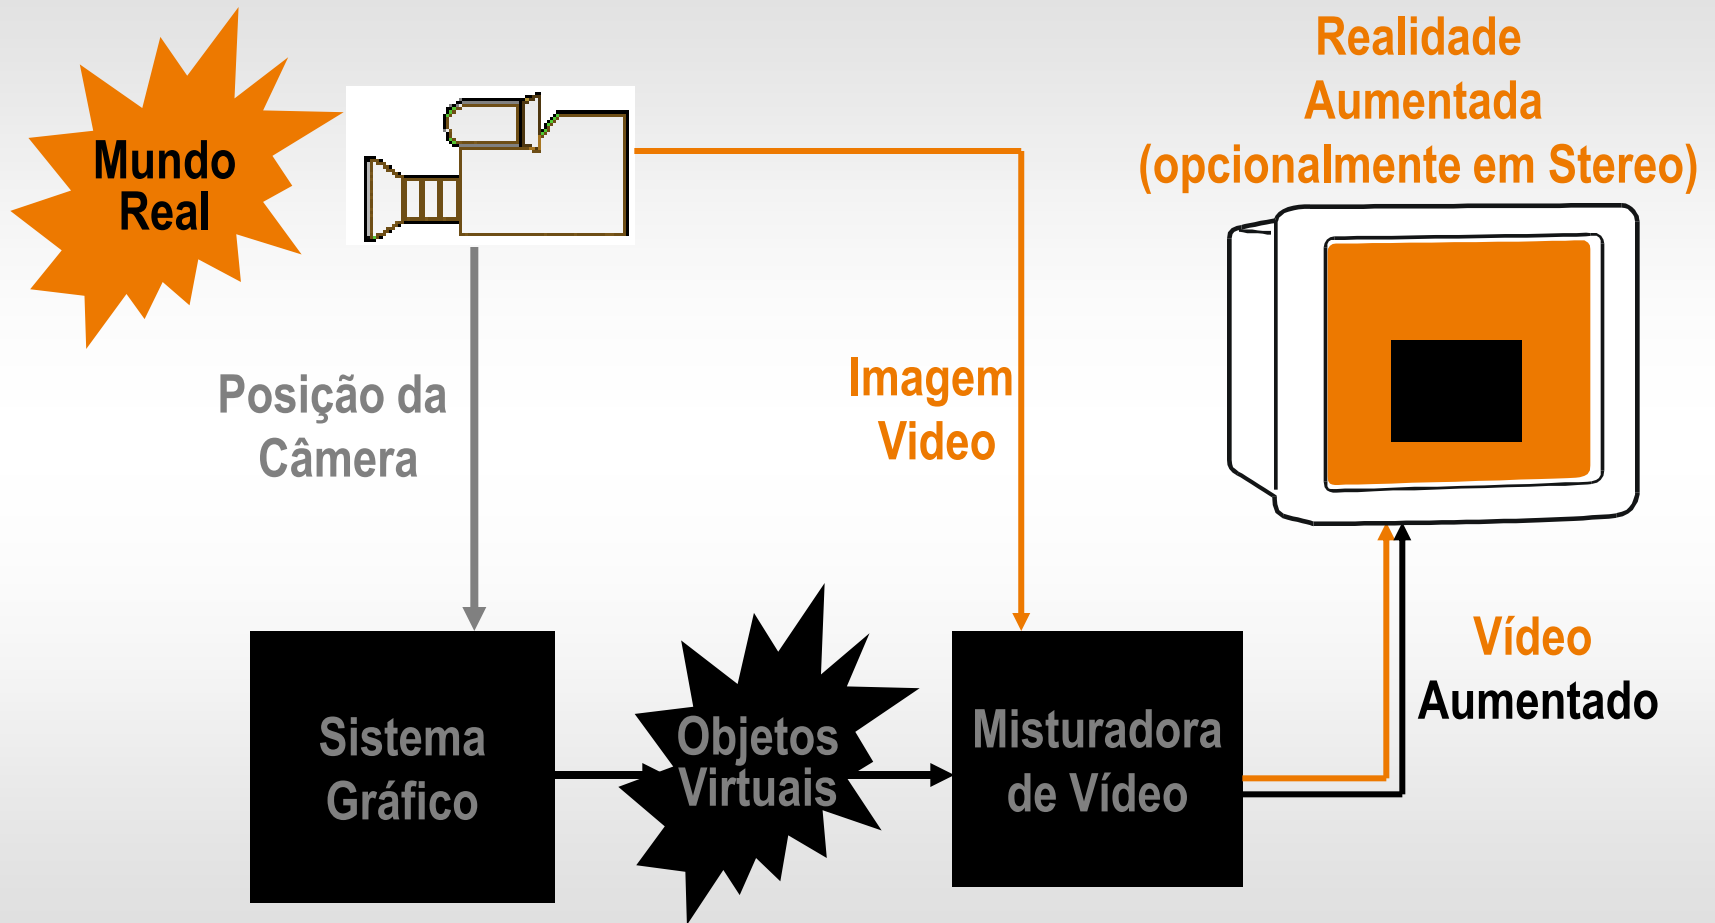 Realidade
Aumentada
(opcionalmente em Stereo)
Mundo
Real
Posição da
Câmera
Imagem
Video
Sistema
Gráfico
Objetos
Virtuais
Misturadora
de Vídeo
Vídeo
Aumentado